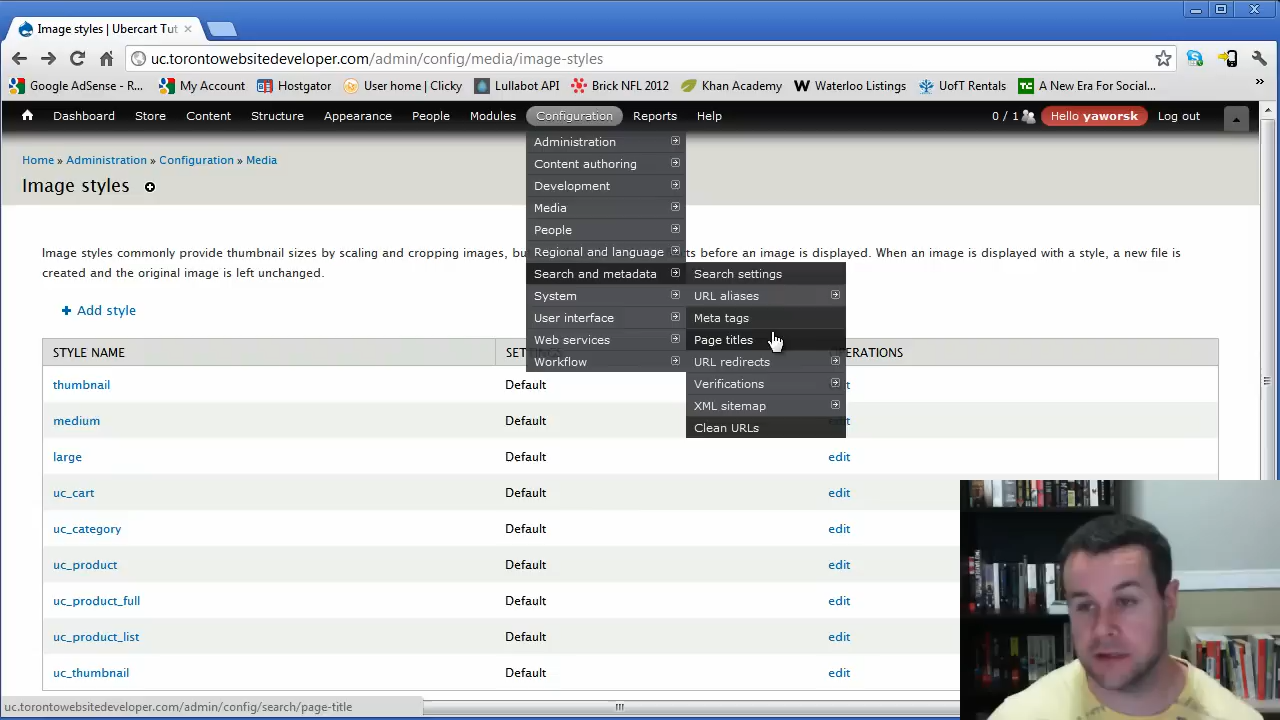 Image styles | Ubercart Tut
uc.torontowebsitedeveloper.com/admin/config/media/image-styles
Google AdSense - R... My Account Hostgator User home | Clicky Lullabot API Brick NFL 2012 Khan Academy Waterloo Listings UofT Rentals A New Era For Social... »
Dashboard Store Content Structure Appearance People Modules Configuration Reports Help 0 / 1 Hello yaworsk Log out
Home » Administration » Configuration » Media
Image styles
Administration
Content authoring
Development
Media
People
Regional and language
Search and metadata
System
User interface
Web services
Workflow
Search settings
URL aliases
Meta tags
Page titles
URL redirects
Verifications
XML sitemap
Clean URLs
Image styles commonly provide thumbnail sizes by scaling and cropping images, bu s before an image is displayed. When an image is displayed with a style, a new file is
created and the original image is left unchanged.
+ Add style
STYLE NAME SET OPERATIONS
thumbnail Default
medium Default
large Default edit
uc_cart Default edit
uc_category Default edit
uc_product Default edit
uc_product_full Default edit
uc_product_list Default edit
uc_thumbnail Default edit
uc.torontowebsitedeveloper.com/admin/config/search/page-title